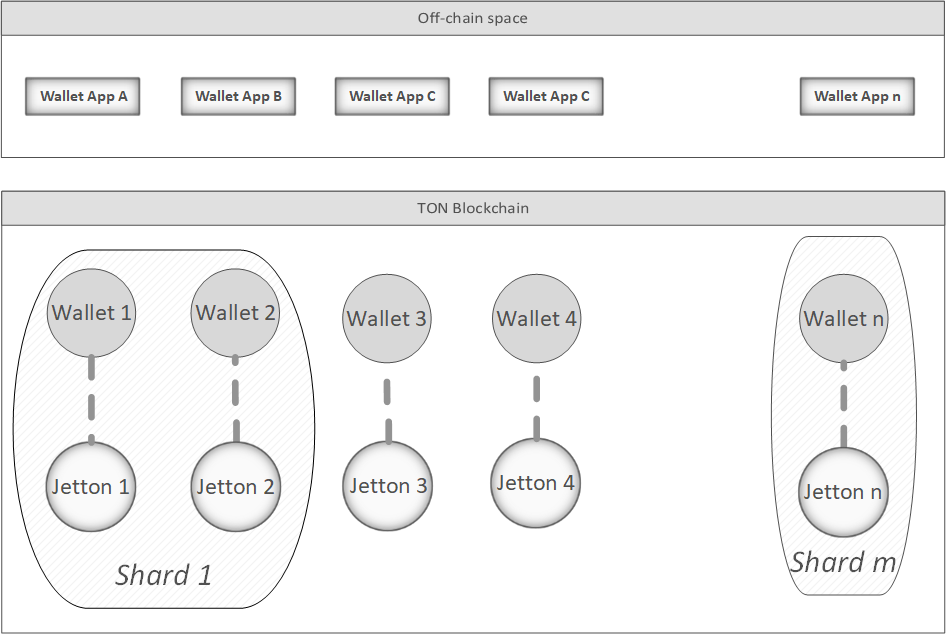 Off-chain space
Wallet App A
Wallet App B
Wallet App C
Wallet App C
Wallet App n
TON Blockchain
Wallet 1
Wallet 2
Wallet 3
Wallet 4
Wallet n
Jetton 1
Jetton 2
Jetton 3
Jetton 4
Jetton n
Shard 1
Shard m